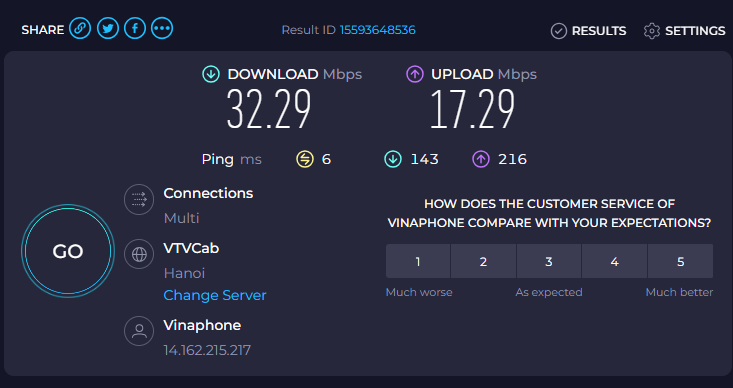 SHARE
Result ID 15593648536
RESULTS
SETTINGS
DOWNLOAD Mbps
32.29
UPLOAD Mbps
17.29
Ping ms 6 143 216
GO
Connections
Multi
VTVCab
Hanoi
Change Server
Vinaphone
14.162.215.217
HOW DOES THE CUSTOMER SERVICE OF
VINAPHONE COMPARE WITH YOUR EXPECTATIONS?
1 2 3 4 5
Much worse As expected Much better